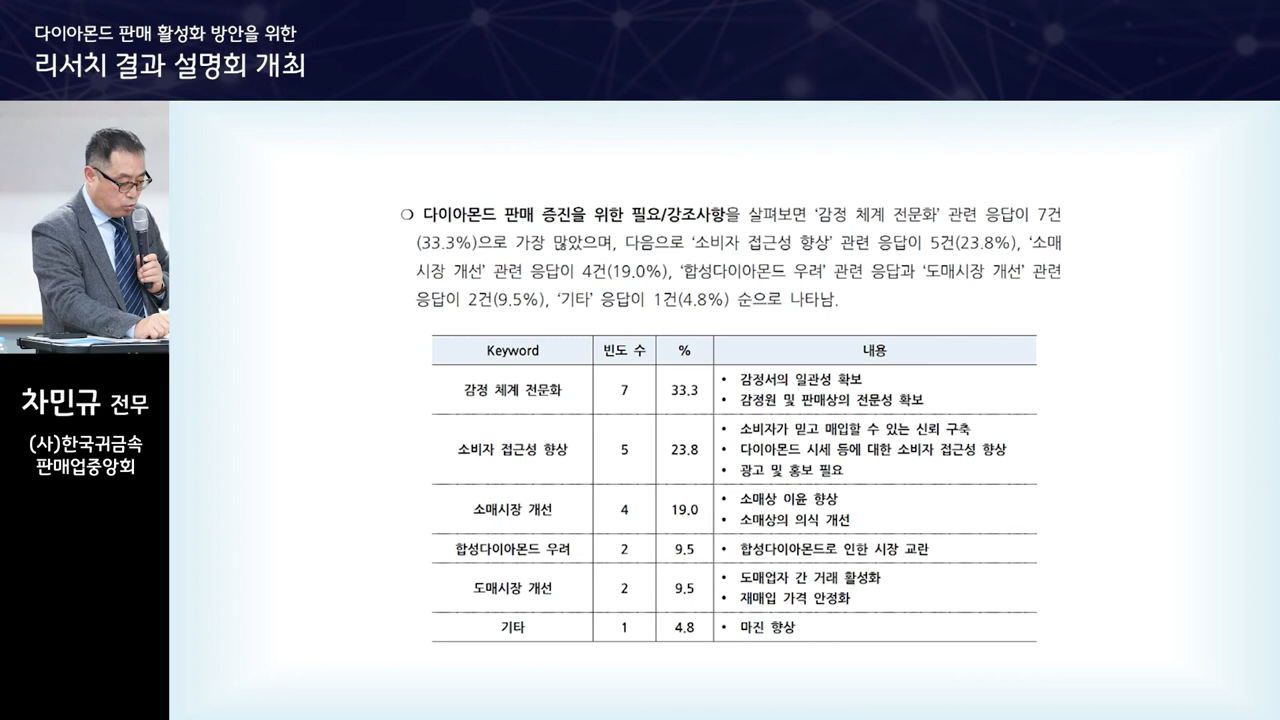 다이아몬드 판매 활성화 방안을 위한
리서치 결과 설명회 개최
❍ 다이아몬드 판매 증진을 위한 필요/강조사항을 살펴보면 ‘감정 체계 전문화’ 관련 응답이 7건
(33.3%)으로 가장 많았으며, 다음으로 ‘소비자 접근성 향상’ 관련 응답이 5건(23.8%), ‘소매
시장 개선’ 관련 응답이 4건(19.0%), ‘합성다이아몬드 우려’ 관련 응답과 ‘도매시장 개선’ 관련
응답이 2건(9.5%), ‘기타’ 응답이 1건(4.8%) 순으로 나타남.
Keyword 빈도 수 % 내용
감정 체계 전문화 7 33.3
• 감정서의 일관성 확보
• 감정원 및 판매상의 전문성 확보
소비자 접근성 향상 5 23.8
• 소비자가 믿고 매입할 수 있는 신뢰 구축
• 다이아몬드 시세 등에 대한 소비자 접근성 향상
• 광고 및 홍보 필요
소매시장 개선 4 19.0
• 소매상 이윤 향상
• 소매상의 의식 개선
합성다이아몬드 우려 2 9.5 • 합성다이아몬드로 인한 시장 교란
도매시장 개선 2 9.5
• 도매업자 간 거래 활성화
• 재매입 가격 안정화
기타 1 4.8 • 마진 향상
차민규 전무
(사)한국귀금속
판매업중앙회